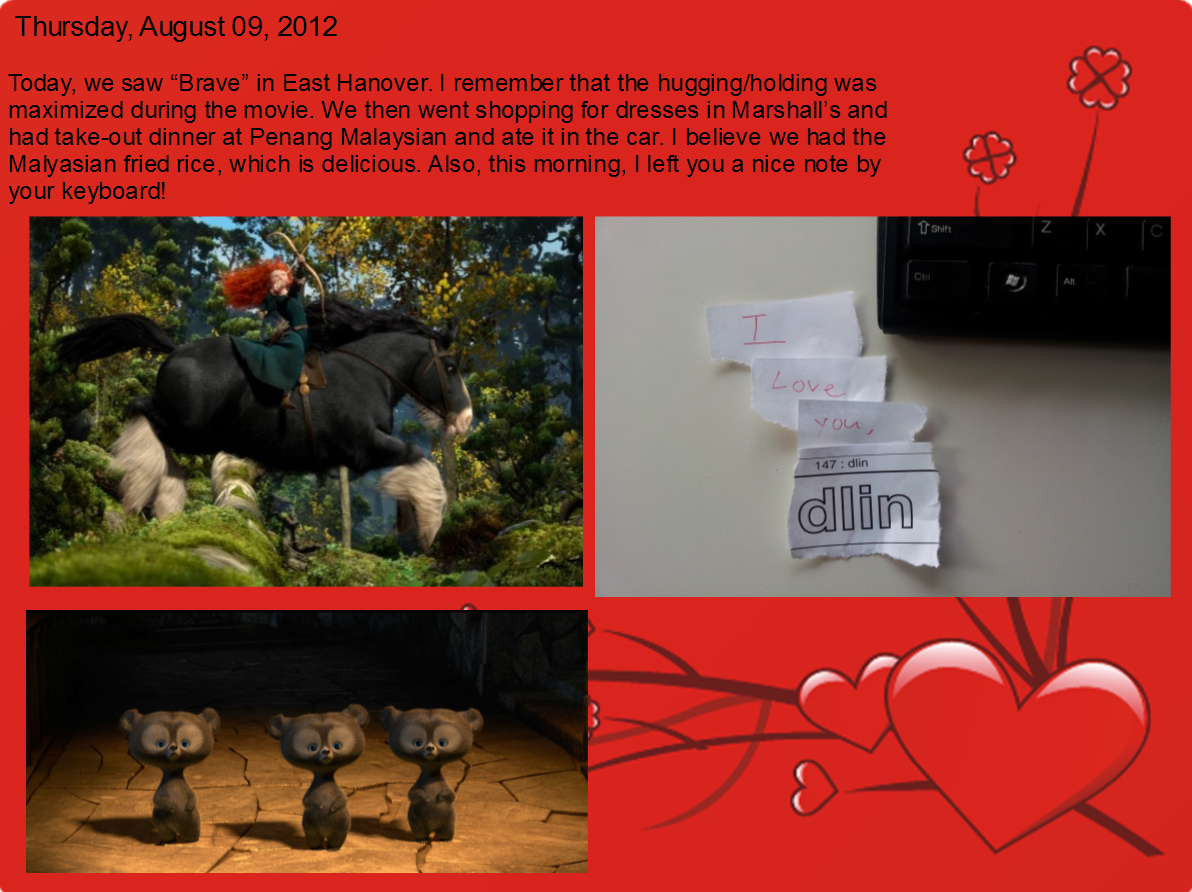 Thursday, August 09, 2012
Today, we saw “Brave” in East Hanover. I remember that the hugging/holding was
maximized during the movie. We then went shopping for dresses in Marshall’s and
had take-out dinner at Penang Malaysian and ate it in the car. I believe we had the
Malyasian fried rice, which is delicious. Also, this morning, I left you a nice note by
your keyboard!
Shift Z X C
Ctrl Alt
I
Love
you,
147 : dlin
dlin